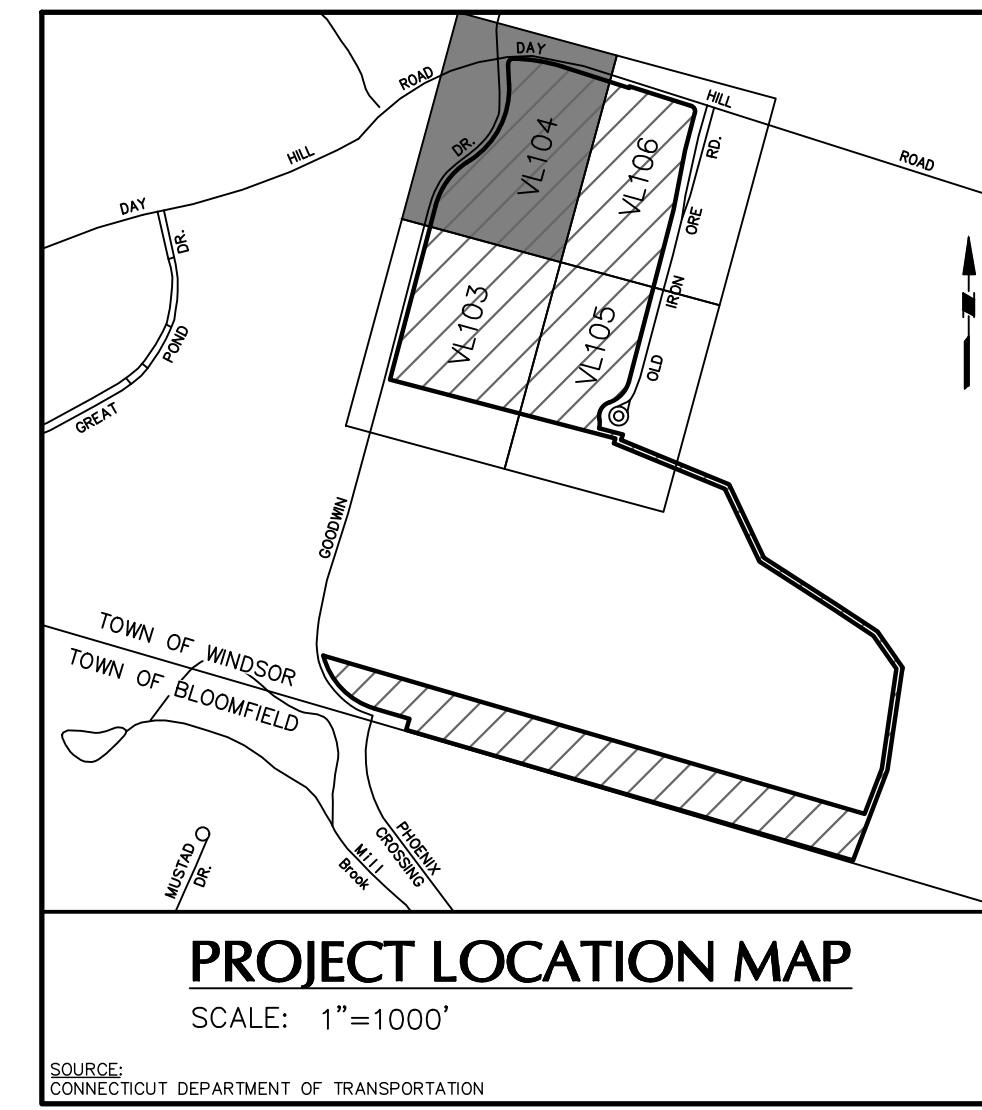 DAY
ROAD
HILL
DAY
HILL
ROAD
DR.
VL104
VL106
RD.
ORE
IRON
OLD
VL103
VL105
N
DR.
POND
GREAT
GOODWIN
TOWN OF WINDSOR
TOWN OF BLOOMFIELD
PHOENIX
CROSSING
Mill
Brook
MUSTAD
DR.
PROJECT LOCATION MAP
SCALE: 1"=1000'
SOURCE:
CONNECTICUT DEPARTMENT OF TRANSPORTATION